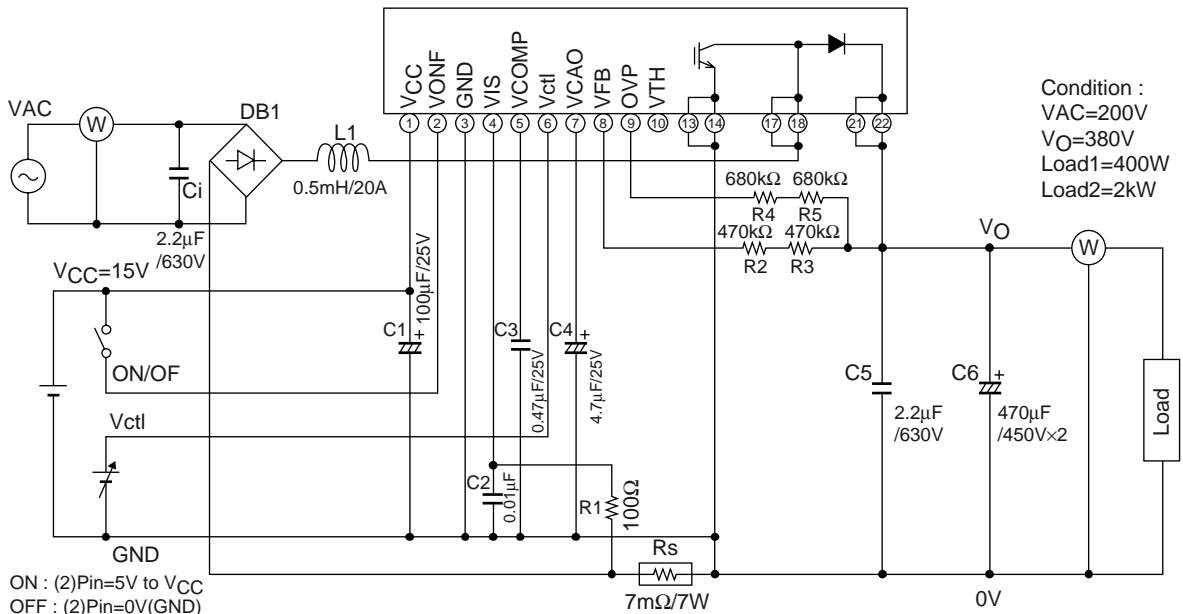 VCC
VONF
GND
VIS
VCOMP
Vctl
VCAO
VFB
OVP
VTH
1
2
3
4
5
6
7
8
9
10
13
14
17
18
21
22
Condition :
VAC=200V
VO=380V
Load1=400W
Load2=2kW
VAC
W
DB1
L1
0.5mH/20A
Ci
2.2μF
/630V
680kΩ
680kΩ
R4
R5
470kΩ
470kΩ
R2
R3
VO
W
VCC=15V
100μF/25V
C1
+
C3
0.47μF/25V
C4
+
4.7μF/25V
ON/OF
Vctl
C5
2.2μF
/630V
C6
+
470μF
/450V×2
Load
C2
0.01μF
R1
100Ω
GND
Rs
7mΩ/7W
0V
ON : (2)Pin=5V to VCC
OFF : (2)Pin=0V(GND)